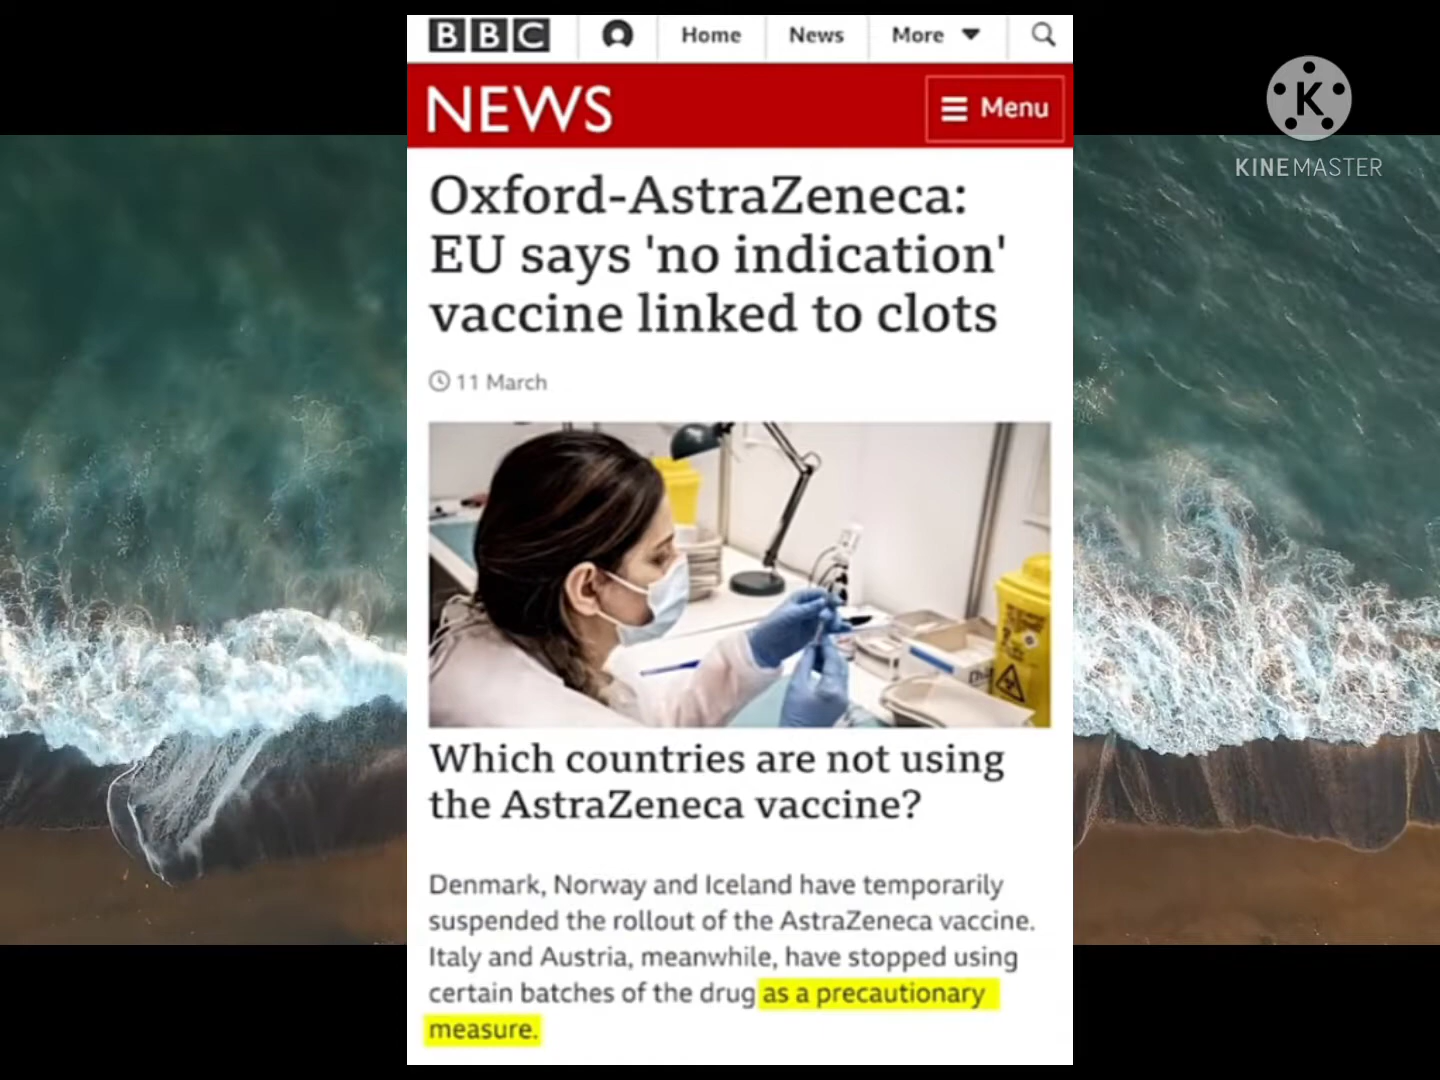 BBC
Home
News
More
NEWS
Menu
K
KINEMASTER
Oxford-AstraZeneca:
EU says 'no indication'
vaccine linked to clots
11 March
Which countries are not using
the AstraZeneca vaccine?
Denmark, Norway and Iceland have temporarily
suspended the rollout of the AstraZeneca vaccine.
Italy and Austria, meanwhile, have stopped using
certain batches of the drug as a precautionary
measure.